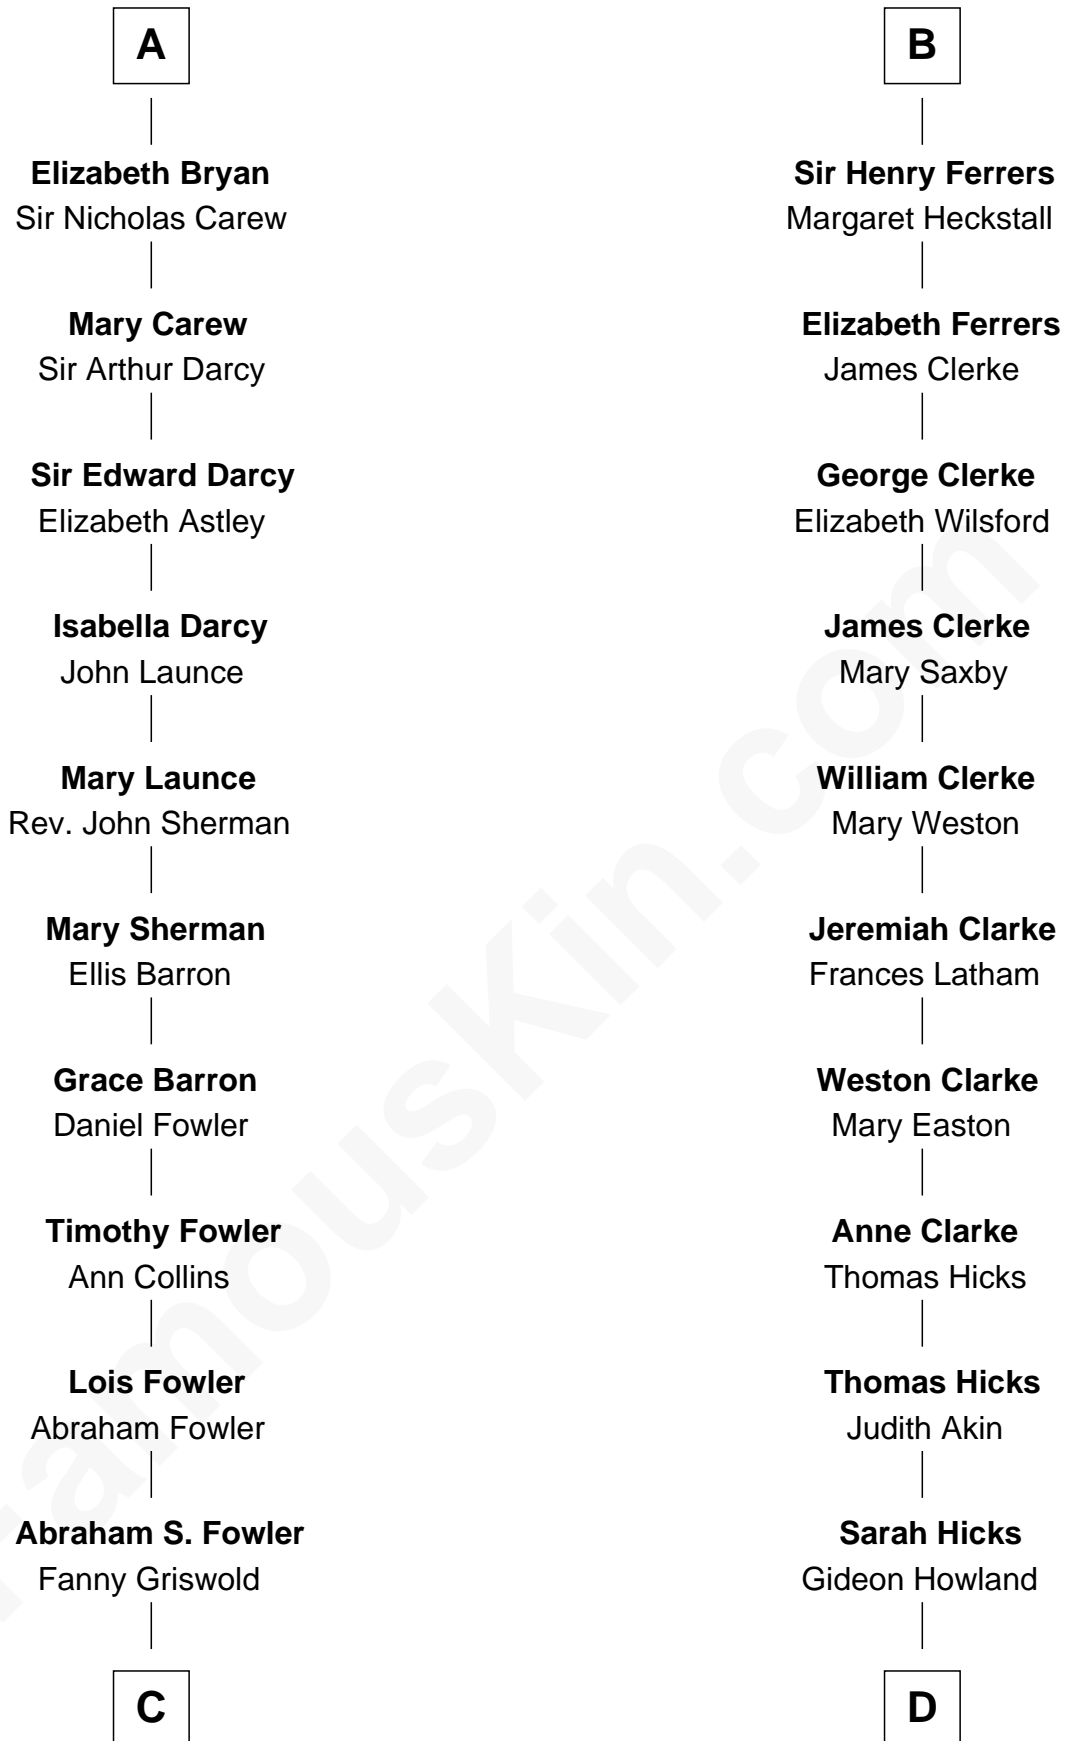 A
Elizabeth Bryan
Sir Nicholas Carew
Mary Carew
Sir Arthur Darcy
Sir Edward Darcy
Elizabeth Astley
Isabella Darcy
John Launce
Mary Launce
Rev. John Sherman
Mary Sherman
Ellis Barron
Grace Barron
Daniel Fowler
Timothy Fowler
Ann Collins
Lois Fowler
Abraham Fowler
Abraham S. Fowler
Fanny Griswold
C
B
Sir Henry Ferrers
Margaret Heckstall
Elizabeth Ferrers
James Clerke
George Clerke
Elizabeth Wilsford
James Clerke
Mary Saxby
William Clerke
Mary Weston
Jeremiah Clarke
Frances Latham
Weston Clarke
Mary Easton
Anne Clarke
Thomas Hicks
Thomas Hicks
Judith Akin
Sarah Hicks
Gideon Howland
D
FamousKin.com